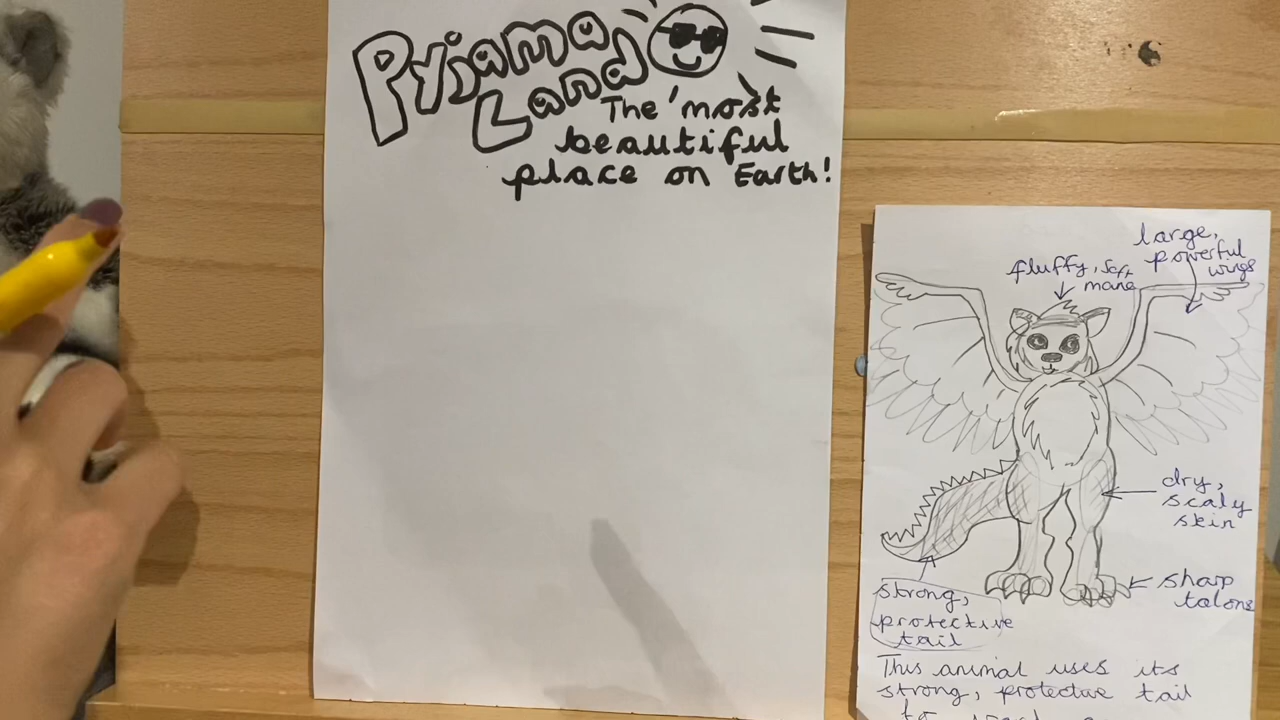 Pyjama
Land
The most
beautiful
place on Earth!
large,
powerful
wings
fluffy, soft
mane
dry,
scaly
skin
sharp
talons
strong,
protective
tail
This animal uses its
strong, protective tail